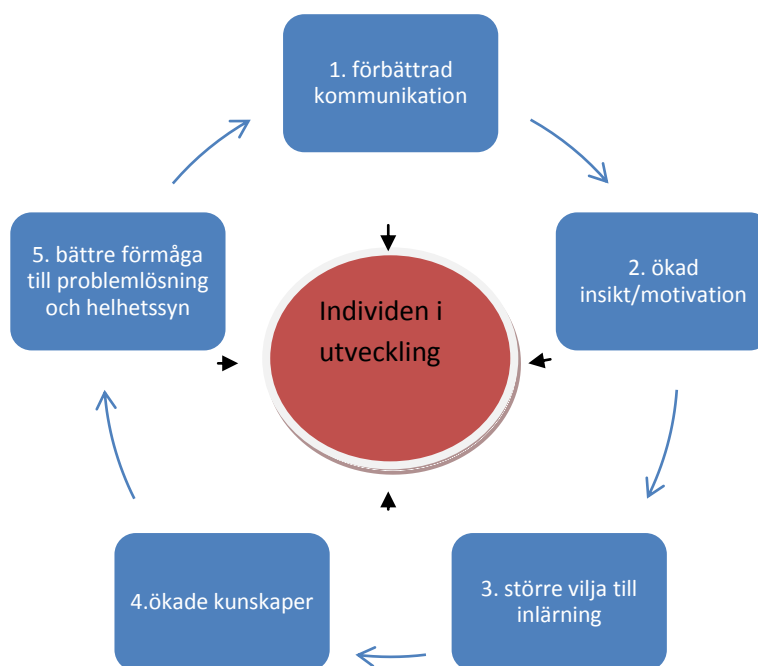 1. förbättrad
kommunikation
2. ökad
insikt/motivation
3. större vilja till
inlärning
4.ökade kunskaper
5. bättre förmåga
till problemlösning
och helhetssyn
Individen i
utveckling